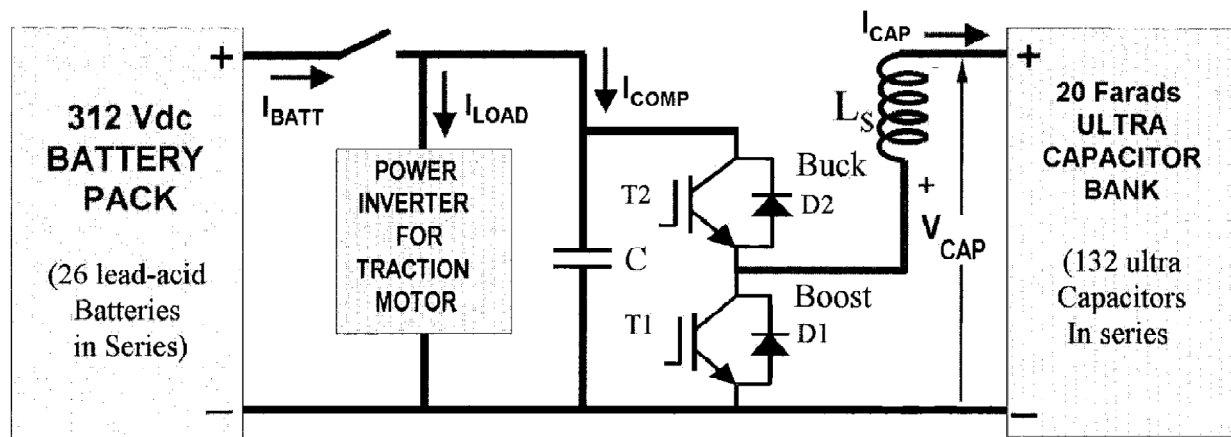 +
312 Vdc
BATTERY
PACK
(26 lead-acid
Batteries
in Series)
–
I_BATT
I_LOAD
POWER
INVERTER
FOR
TRACTION
MOTOR
I_COMP
C
T2
Buck
D2
Boost
T1
D1
I_CAP
L_S
+
V_CAP
+
20 Farads
ULTRA
CAPACITOR
BANK
(132 ultra
Capacitors
In series
–